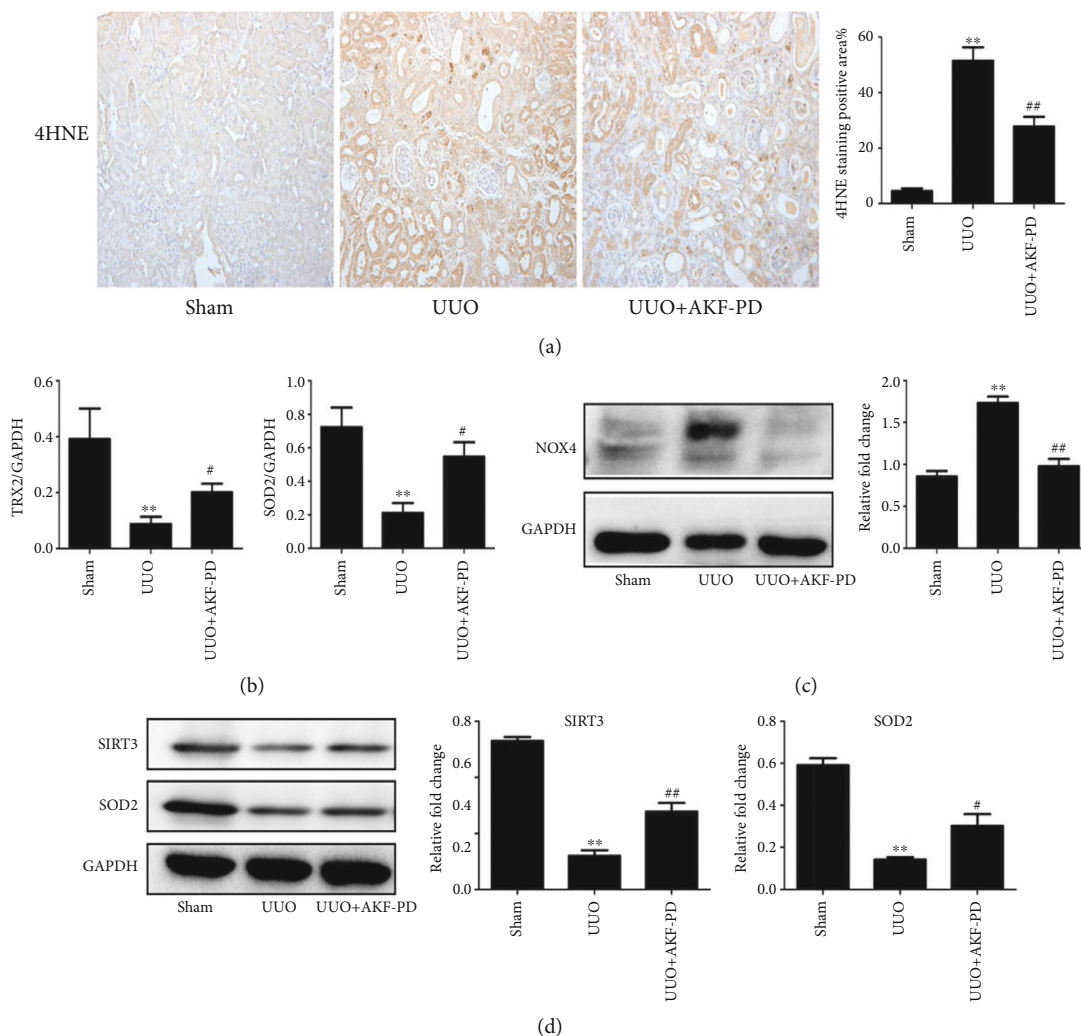 4HNE
Sham
UUO
UUO+AKF-PD
4HNE staining positive area%
60
40
20
0
**
##
Sham
UUO
UUO+AKF-PD
(a)
TRX2/GAPDH
0.6
0.4
0.2
0.0
**
#
Sham
UUO
UUO+AKF-PD
SOD2/GAPDH
1.0
0.8
0.6
0.4
0.2
0.0
**
#
Sham
UUO
UUO+AKF-PD
(b)
NOX4
GAPDH
Sham
UUO
UUO+AKF-PD
Relative fold change
2.0
1.5
1.0
0.5
0.0
**
##
Sham
UUO
UUO+AKF-PD
(c)
SIRT3
SOD2
GAPDH
Sham
UUO
UUO+AKF-PD
SIRT3
Relative fold change
0.8
0.4
0.2
0.0
**
##
Sham
UUO
UUO+AKF-PD
SOD2
Relative fold change
0.8
0.6
0.4
0.2
0.0
**
#
Sham
UUO
UUO+AKF-PD
(d)